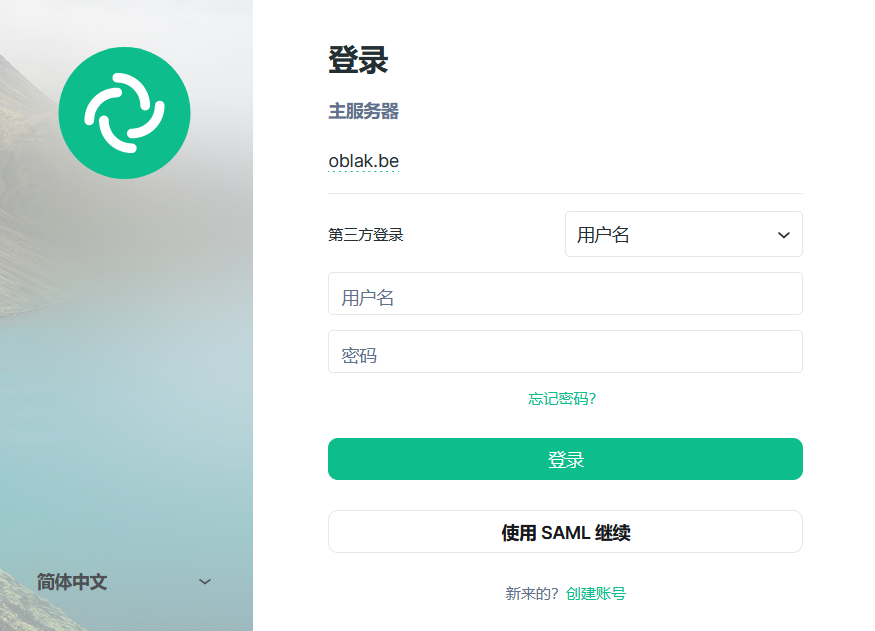 登录
主服务器
oblak.be
第三方登录
用户名
用户名
密码
忘记密码?
登录
使用 SAML 继续
简体中文
新来的? 创建账号